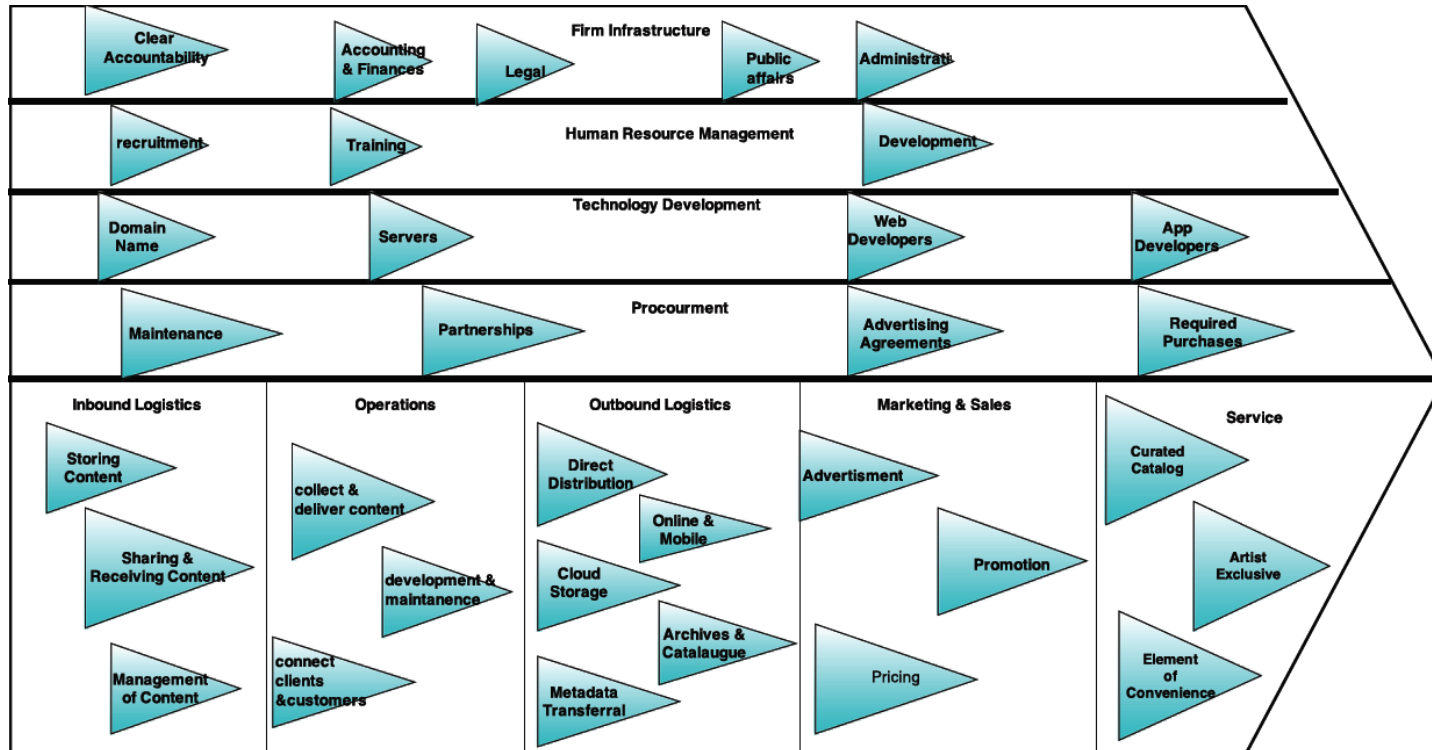 Firm Infrastructure
Clear
Accountability
Accounting
& Finances
Legal
Public
affairs
Administrati
Human Resource Management
recruitment
Training
Development
Technology Development
Domain
Name
Servers
Web
Developers
App
Developers
Procourment
Maintenance
Partnerships
Advertising
Agreements
Required
Purchases
Inbound Logistics
Storing
Content
Sharing &
Receiving Content
Management
of Content
Operations
collect &
deliver content
development &
maintanence
connect
clients
&customers
Outbound Logistics
Direct
Distribution
Online &
Mobile
Cloud
Storage
Archives &
Catalaugue
Metadata
Transferral
Marketing & Sales
Advertisment
Promotion
Pricing
Service
Curated
Catalog
Artist
Exclusive
Element
of
Convenience